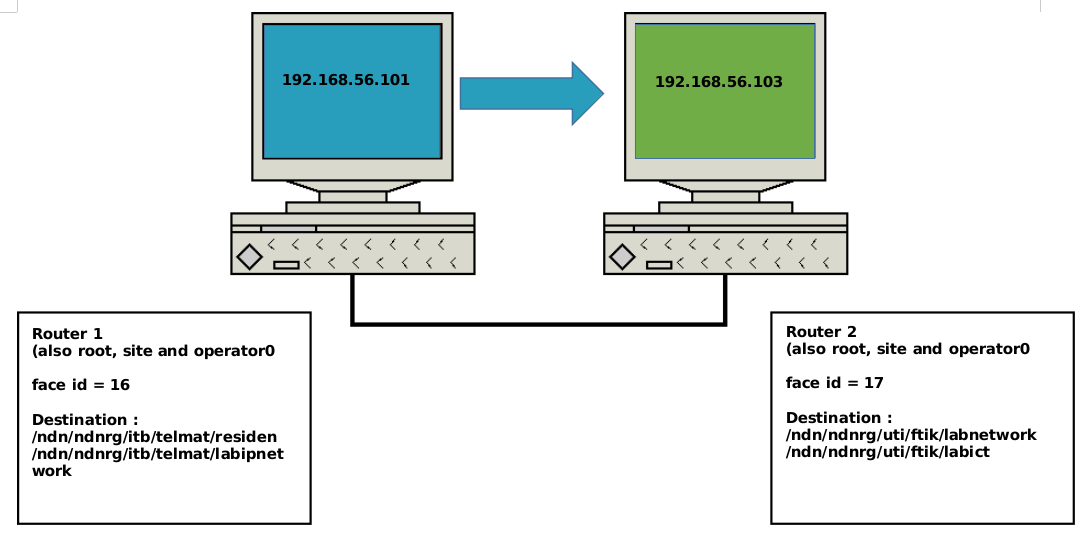 192.168.56.101
192.168.56.103
Router 1
(also root, site and operator0
face id = 16
Destination :
/ndn/ndnrg/itb/telmat/residen
/ndn/ndnrg/itb/telmat/labipnet
work
Router 2
(also root, site and operator0
face id = 17
Destination :
/ndn/ndnrg/uti/ftik/labnetwork
/ndn/ndnrg/uti/ftik/labict